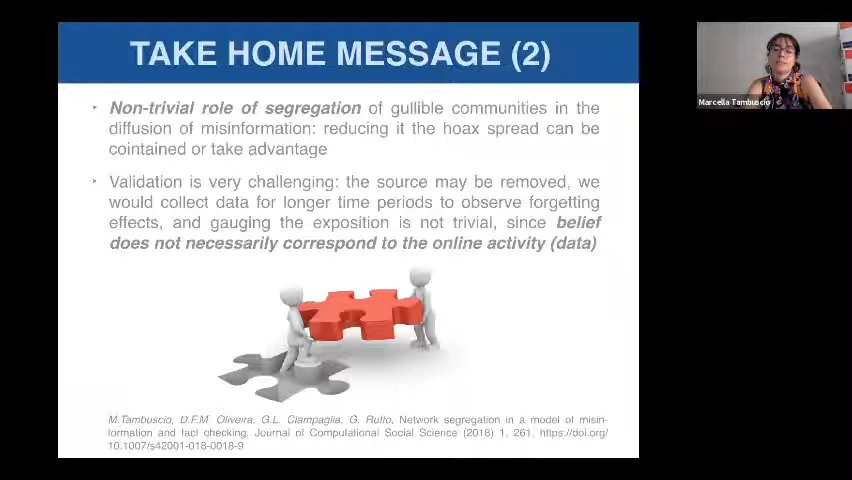 TAKE HOME MESSAGE (2)
Marcella Tambuscio
‣ Non-trivial role of segregation of gullible communities in the
diffusion of misinformation: reducing it the hoax spread can be
cointained or take advantage
‣ Validation is very challenging: the source may be removed, we
would collect data for longer time periods to observe forgetting
effects, and gauging the exposition is not trivial, since belief
does not necessarily correspond to the online activity (data)
M.Tambuscio, D.F.M Oliveira, G.L. Ciampaglia, G. Ruffo, Network segregation in a model of misin-
formation and fact checking, Journal of Computational Social Science (2018) 1, 261, https://doi.org/
10.1007/s42001-018-0018-9